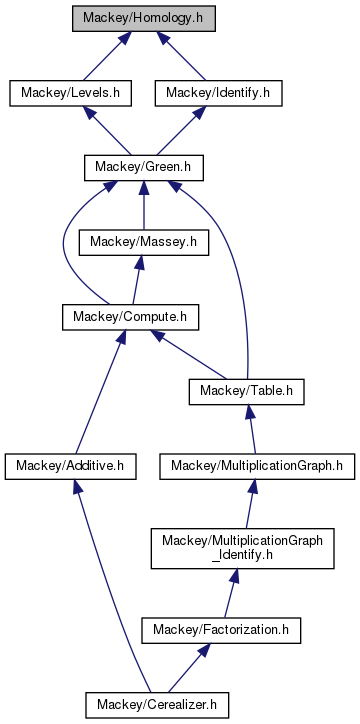 Mackey/Homology.h
Mackey/Levels.h
Mackey/Identify.h
Mackey/Green.h
Mackey/Massey.h
Mackey/Compute.h
Mackey/Table.h
Mackey/Additive.h
Mackey/MultiplicationGraph.h
Mackey/MultiplicationGraph
_Identify.h
Mackey/Factorization.h
Mackey/Cerealizer.h